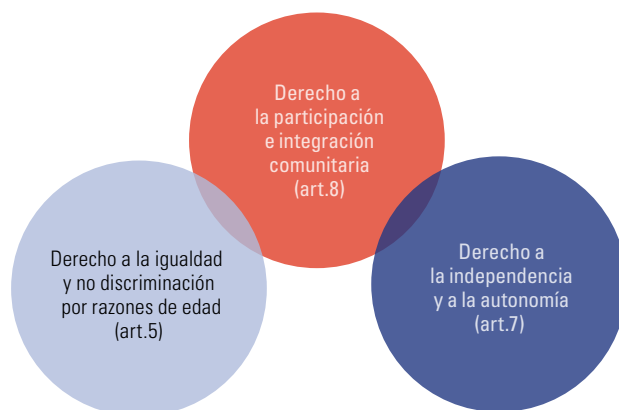 Derecho a
la participación
e integración
comunitaria
(art.8)
Derecho a la igualdad
y no discriminación
por razones de edad
(art.5)
Derecho a
la independencia
y a la autonomía
(art.7)